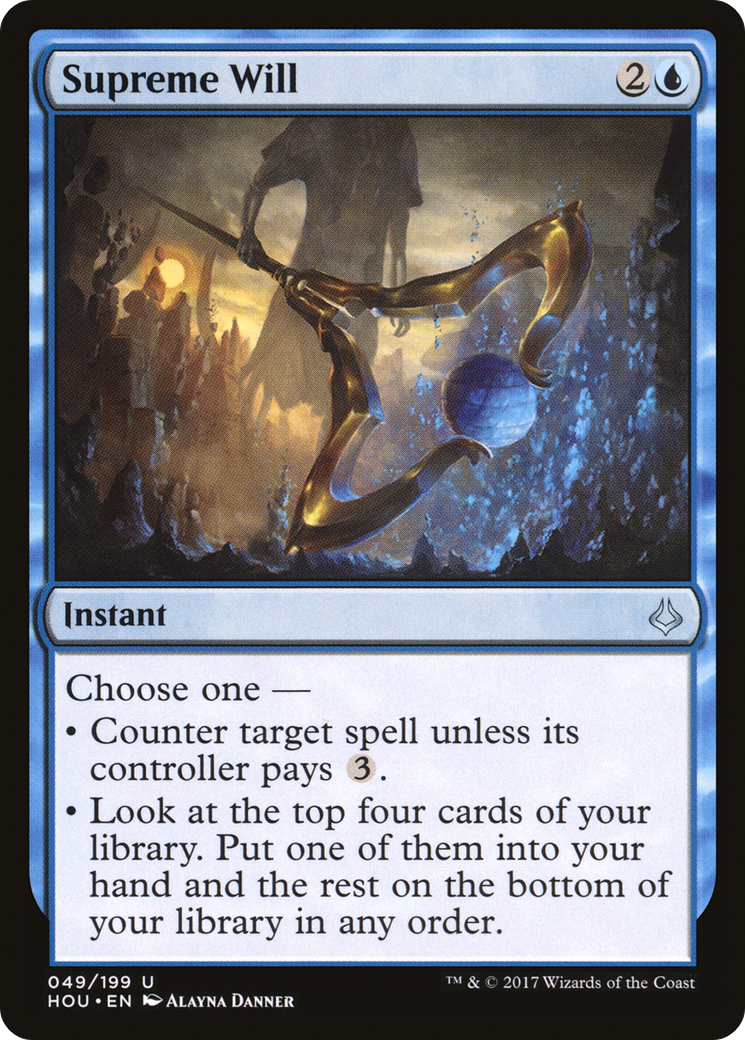 Supreme Will 2
Instant
Choose one —
• Counter target spell unless its
controller pays 3.
• Look at the top four cards of your
library. Put one of them into your
hand and the rest on the bottom of
your library in any order.
049/199 U
HOU • EN Alayna Danner
™ & © 2017 Wizards of the Coast